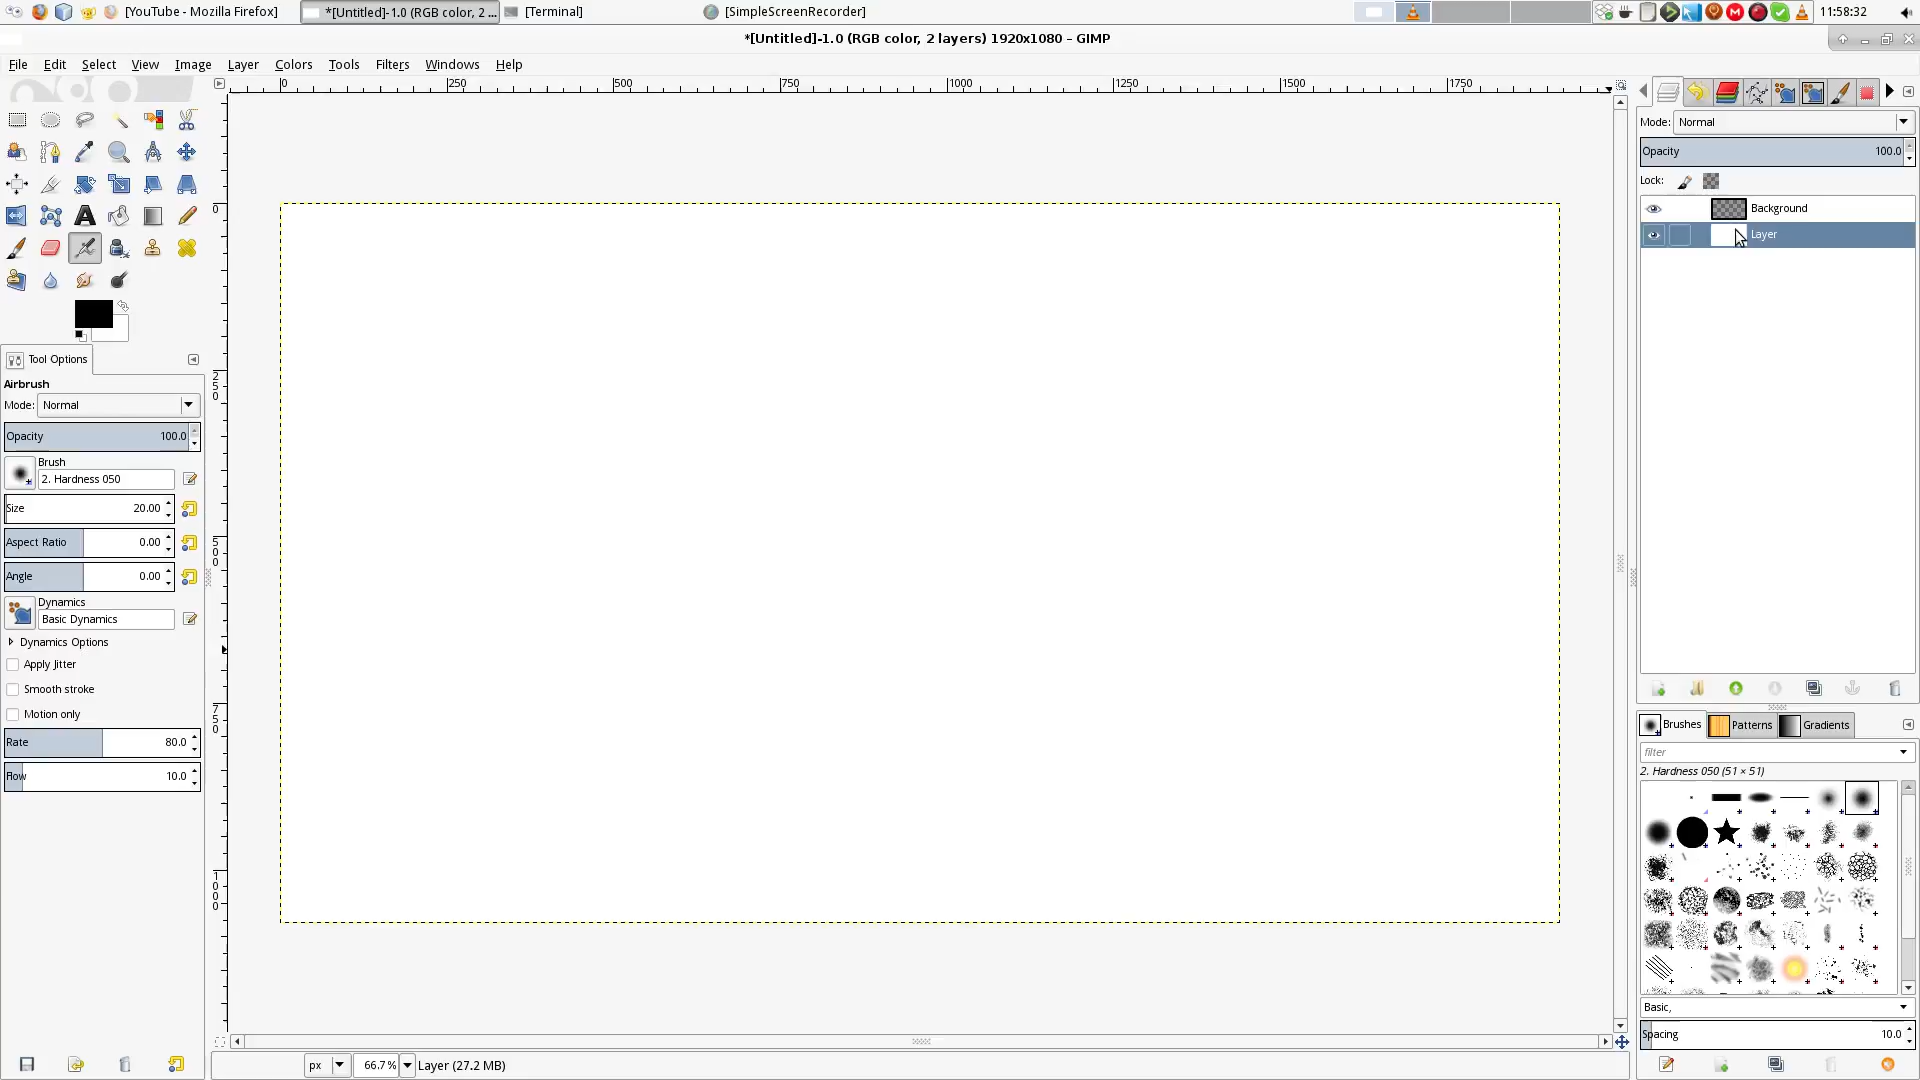 [YouTube - Mozilla Firefox]
*[Untitled]-1.0 (RGB color, 2 ...
[Terminal]
[SimpleScreenRecorder]
11:58:32
*[Untitled]-1.0 (RGB color, 2 layers) 1920x1080 – GIMP
File Edit Select View Image Layer Colors Tools Filters Windows Help
0 250 500 750 1000 1250 1500 1750
0
250
500
750
1000
Tool Options
Airbrush
Mode: Normal
Opacity 100.0
Brush
2. Hardness 050
Size 20.00
Aspect Ratio 0.00
Angle 0.00
Dynamics
Basic Dynamics
Dynamics Options
Apply Jitter
Smooth stroke
Motion only
Rate 80.0
Flow 10.0
px 66.7% Layer (27.2 MB)
Mode: Normal
Opacity 100.0
Lock:
Background
Layer
Brushes Patterns Gradients
filter
2. Hardness 050 (51 × 51)
Basic,
Spacing 10.0